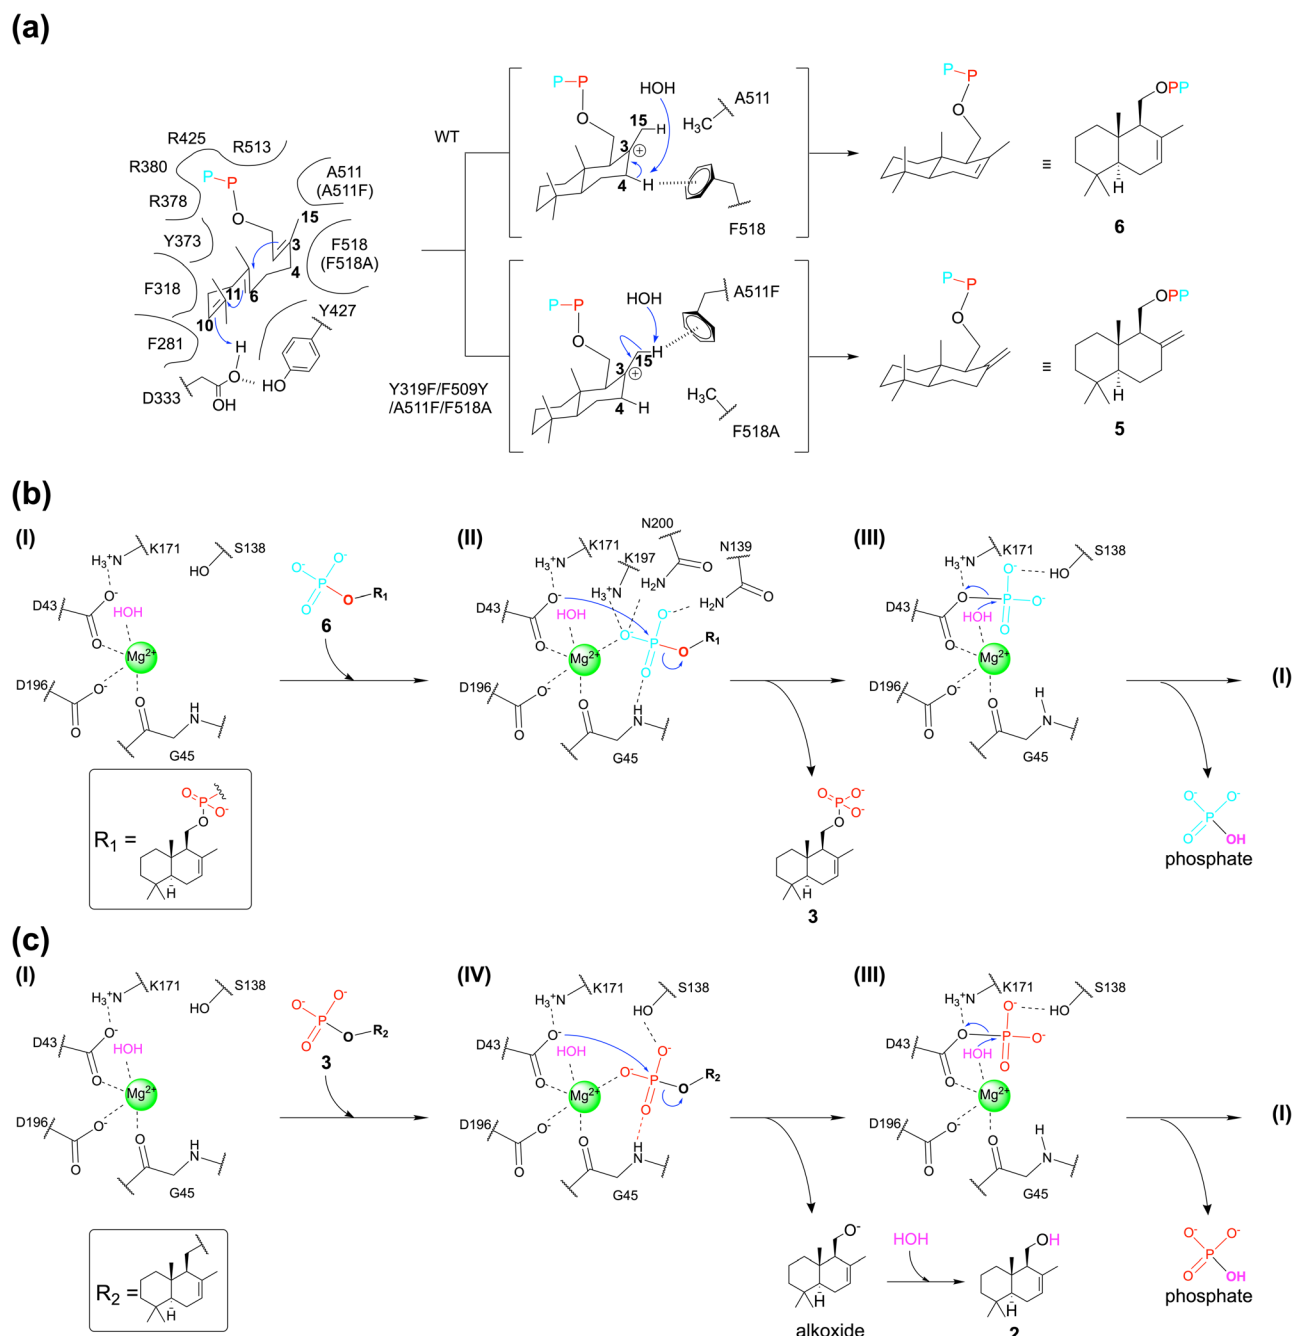 (a)
R425
R513
R380
R378
P-P
O
A511
(A511F)
15
3
Y373
F518
(F518A)
4
F318
11
6
10
Y427
F281
H
O
HO
D333
OH
WT
Y319F/F509Y
/A511F/F518A
P-P
O
HOH
15
H
3
⊕
4
H
A511
H3C
F518
P-P
O
HOH
15
H
3
⊕
4
H
A511F
H3C
F518A
P-P
O
≡
OPP
H
6
P-P
O
≡
OPP
H
5
(b)
(I)
H3+N
K171
HO
S138
D43
O-
HOH
O
Mg2+
D196
O-
O
O
H
N
G45
O-
O-
P
O
O
R1
6
R1 =
O
P
O-
O
H
(II)
H3+N
K171
K197
H3+N
N200
H2N
O
N139
H2N
O
D43
O-
HOH
O
Mg2+
O-
O-
P
O
O
R1
D196
O-
O
O
H
N
G45
O
P
O-
O-
O
H
3
(III)
H3+N
K171
S138
HO
D43
O
HOH
O
O-
P
O-
O
Mg2+
D196
O-
O
O
H
N
G45
(I)
O-
O-
P
O
OH
phosphate
(c)
(I)
H3+N
K171
HO
S138
D43
O-
HOH
O
Mg2+
D196
O-
O
O
H
N
G45
O-
O-
P
O
O
R2
3
R2 =
H
(IV)
H3+N
K171
S138
HO
D43
O-
HOH
O
Mg2+
O-
O-
P
O
O
R2
D196
O-
O
O
H
N
G45
O-
H
alkoxide
HOH
OH
H
2
(III)
H3+N
K171
S138
HO
D43
O
HOH
O
O-
P
O-
O
Mg2+
D196
O-
O
O
H
N
G45
(I)
O-
O-
P
O
OH
phosphate